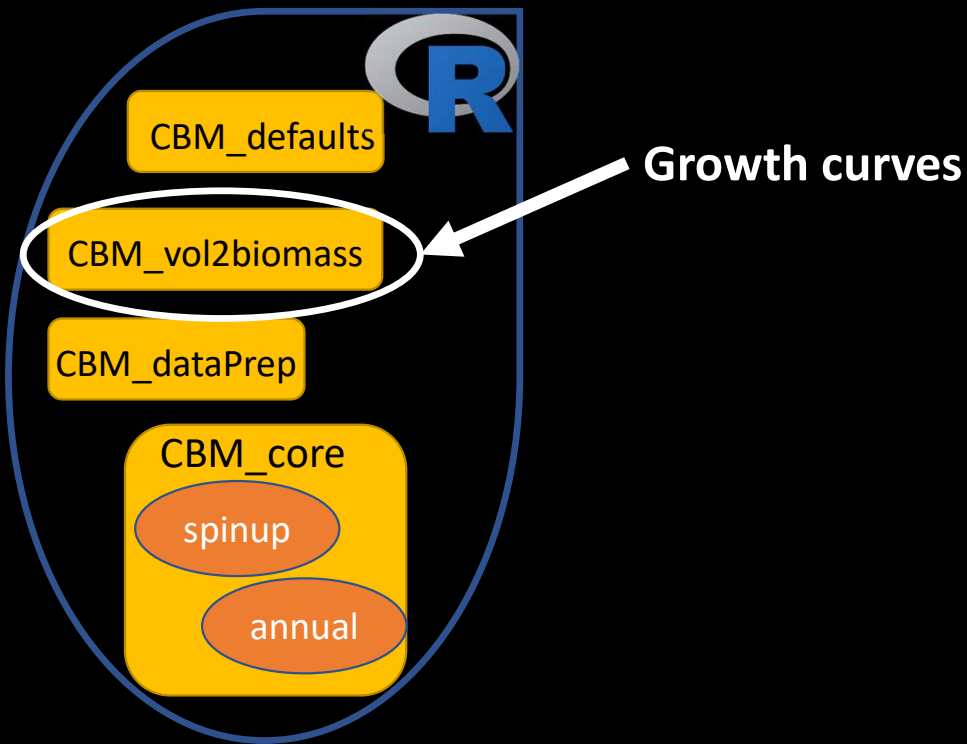 R
CBM_defaults
Growth curves
CBM_vol2biomass
CBM_dataPrep
CBM_core
spinup
annual